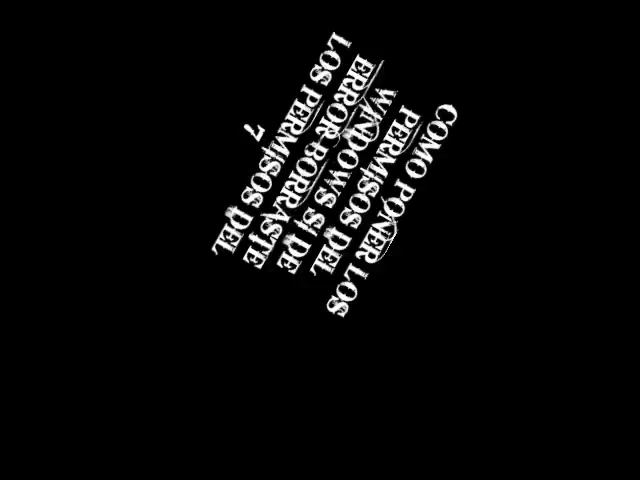 COMO PONER LOS
PERMISOS DEL
WINDOWS SI DE
ERROR BORRASTE
LOS PERMISOS DEL
7